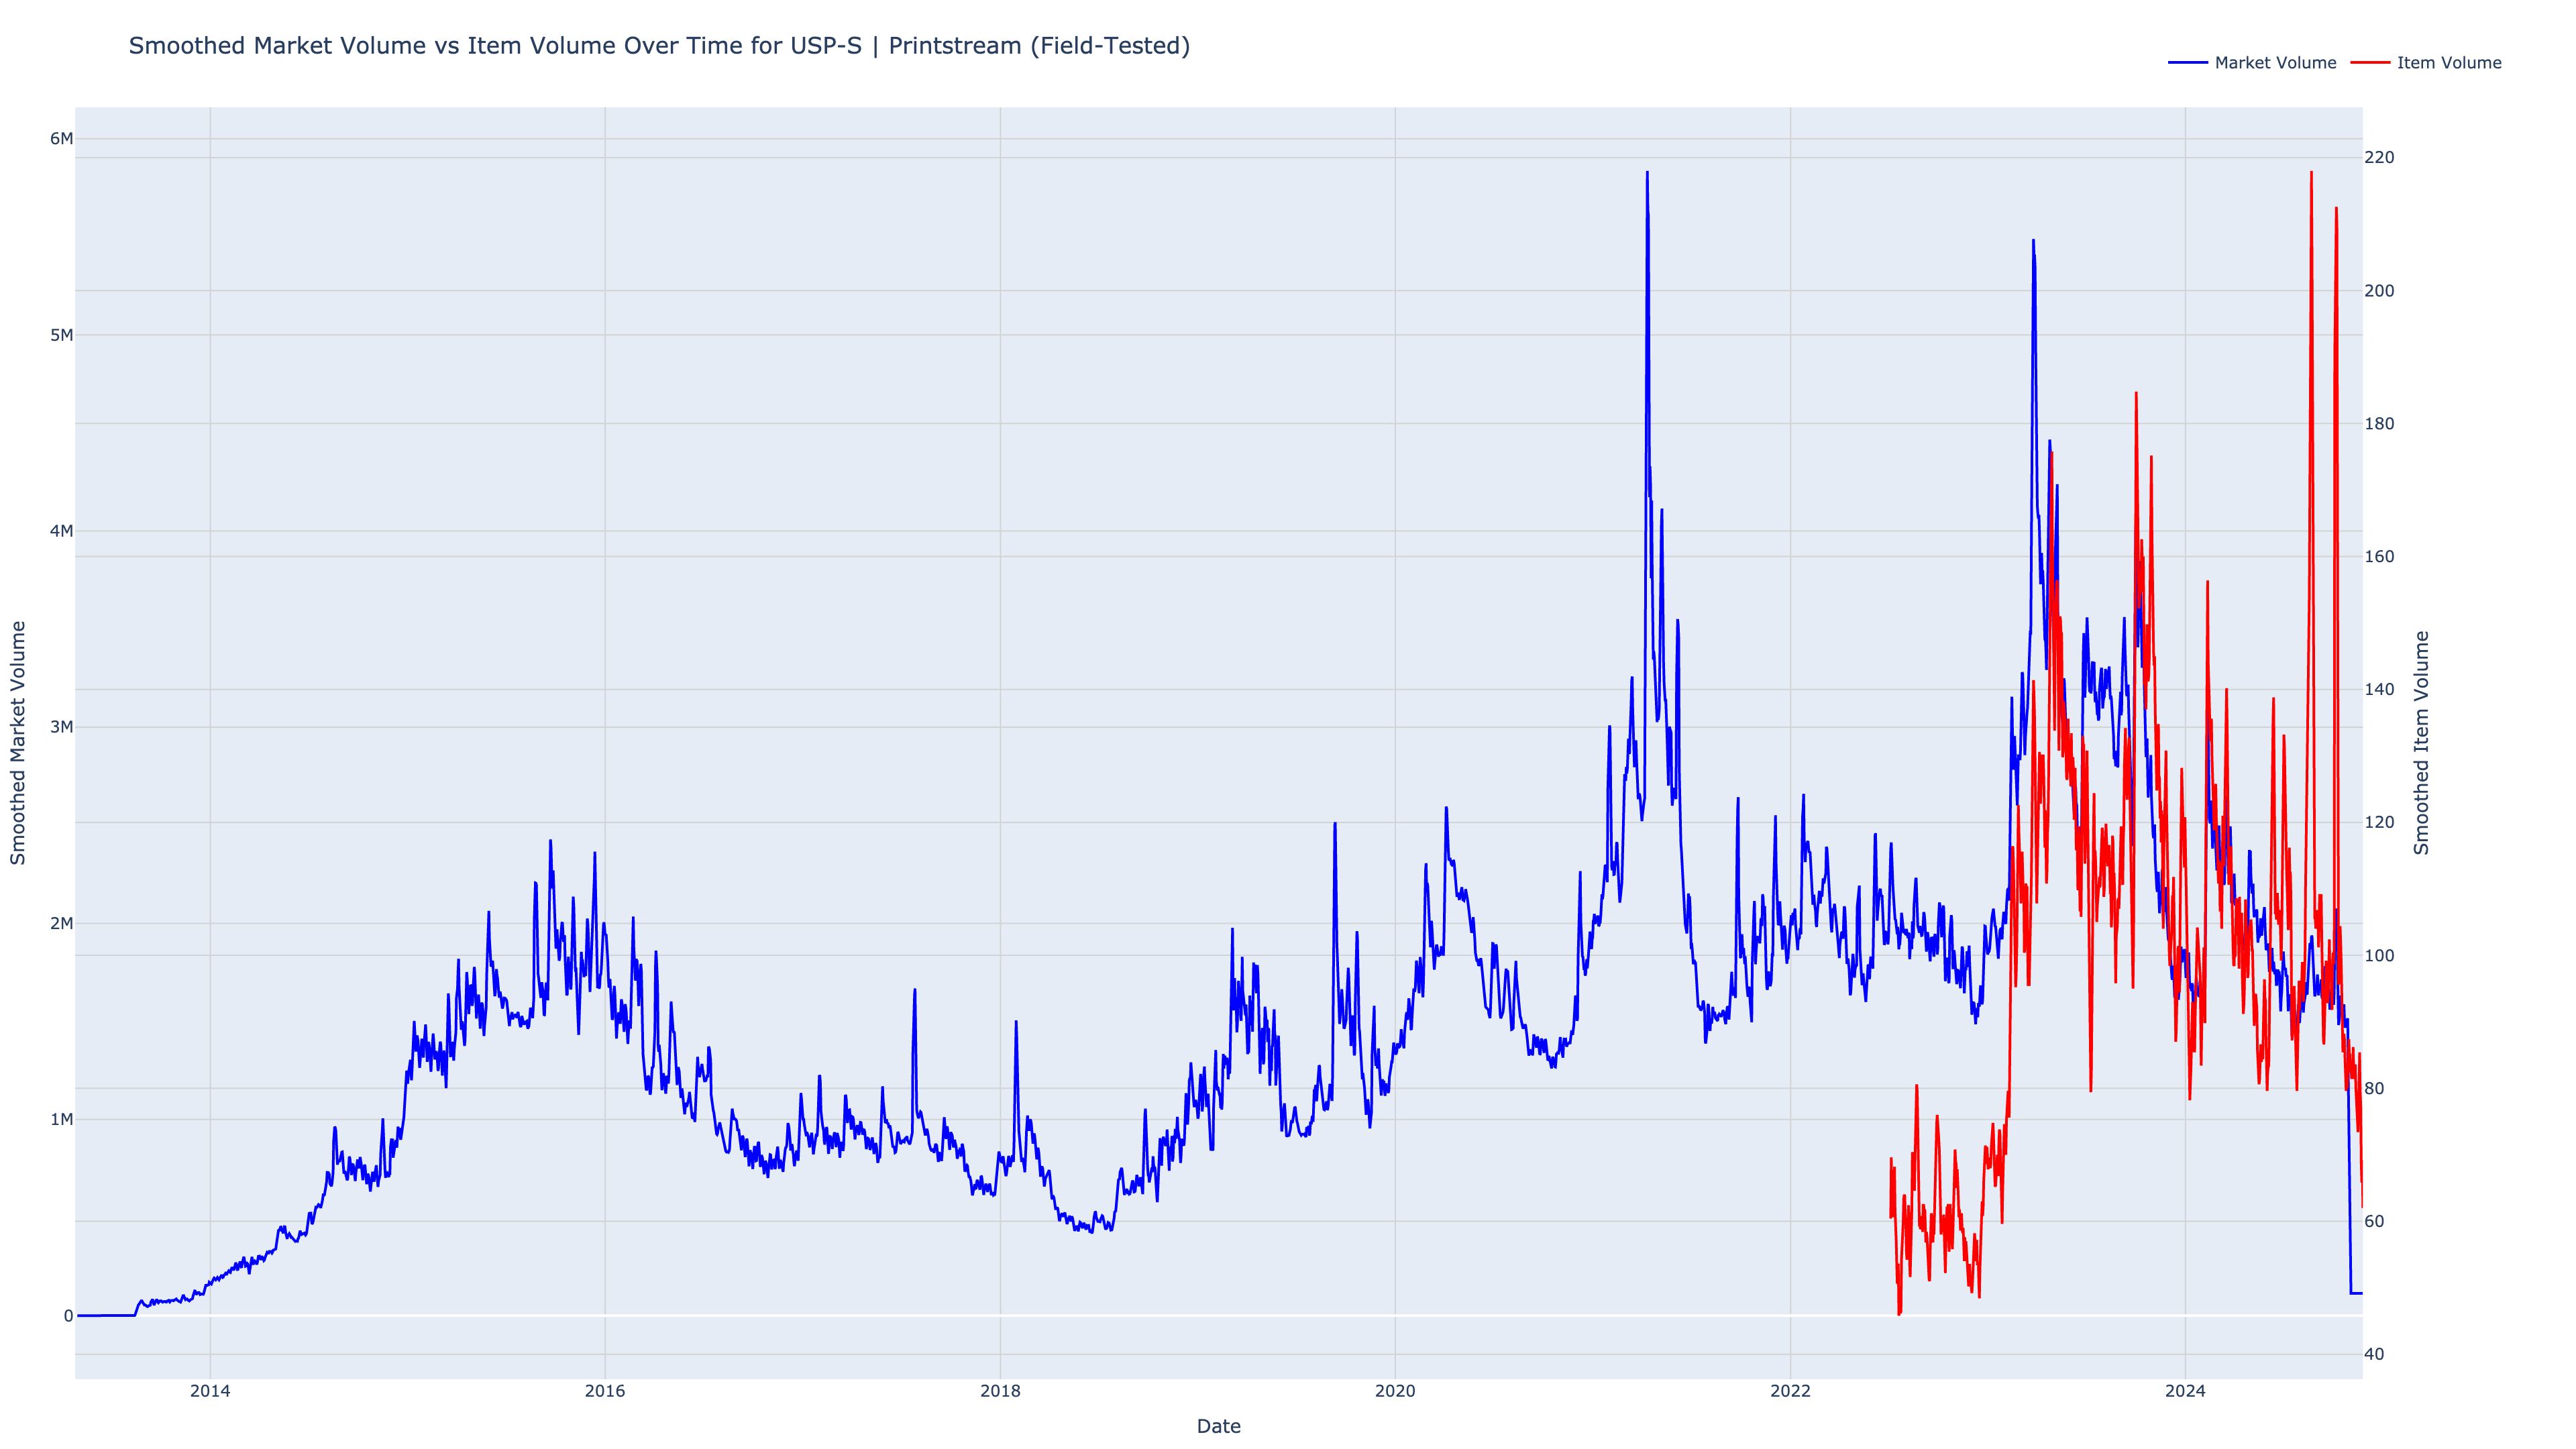 Smoothed Market Volume vs Item Volume Over Time for USP-S | Printstream (Field-Tested)
Market Volume
Item Volume
Smoothed Market Volume
6M
5M
4M
3M
2M
1M
0
220
200
180
160
140
120
100
80
60
40
Smoothed Item Volume
2014
2016
2018
2020
2022
2024
Date